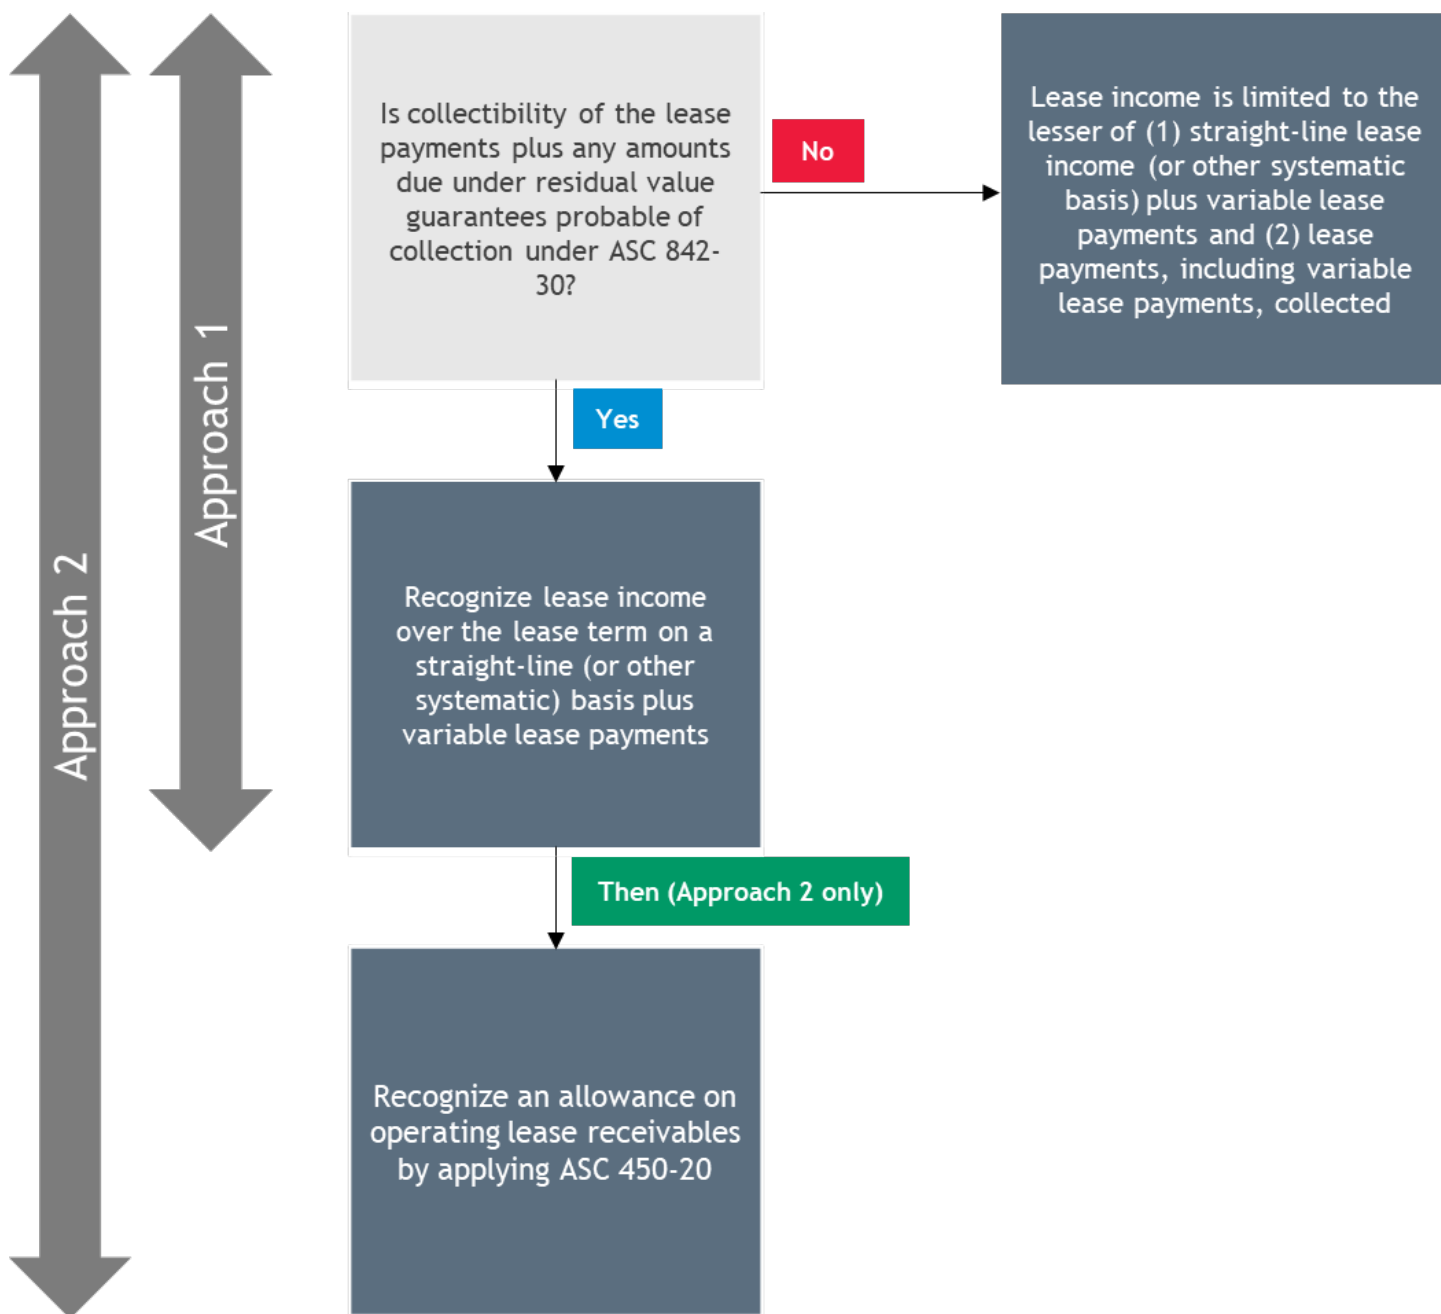 Approach 2
Approach 1
Is collectibility of the lease
payments plus any amounts
due under residual value
guarantees probable of
collection under ASC 842-
30?
No
Lease income is limited to the
lesser of (1) straight-line lease
income (or other systematic
basis) plus variable lease
payments and (2) lease
payments, including variable
lease payments, collected
Yes
Recognize lease income
over the lease term on a
straight-line (or other
systematic) basis plus
variable lease payments
Then (Approach 2 only)
Recognize an allowance on
operating lease receivables
by applying ASC 450-20